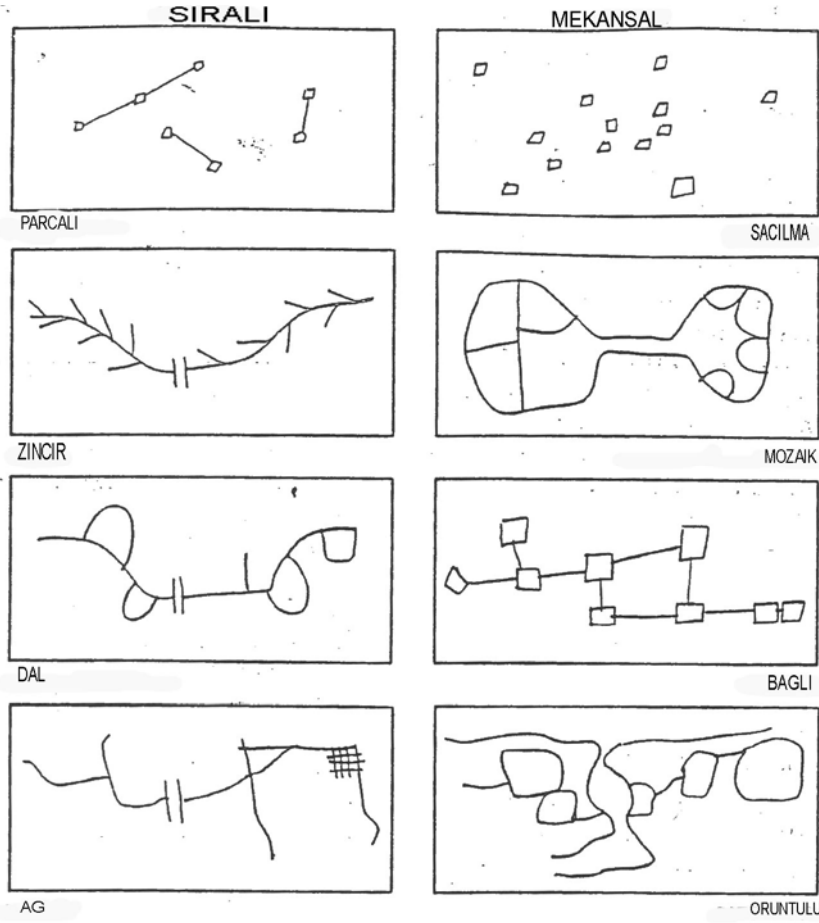 SIRALI
MEKANSAL
PARCALI
SACILMA
ZINCIR
MOZAIK
DAL
BAGLI
AG
ORUNTULU